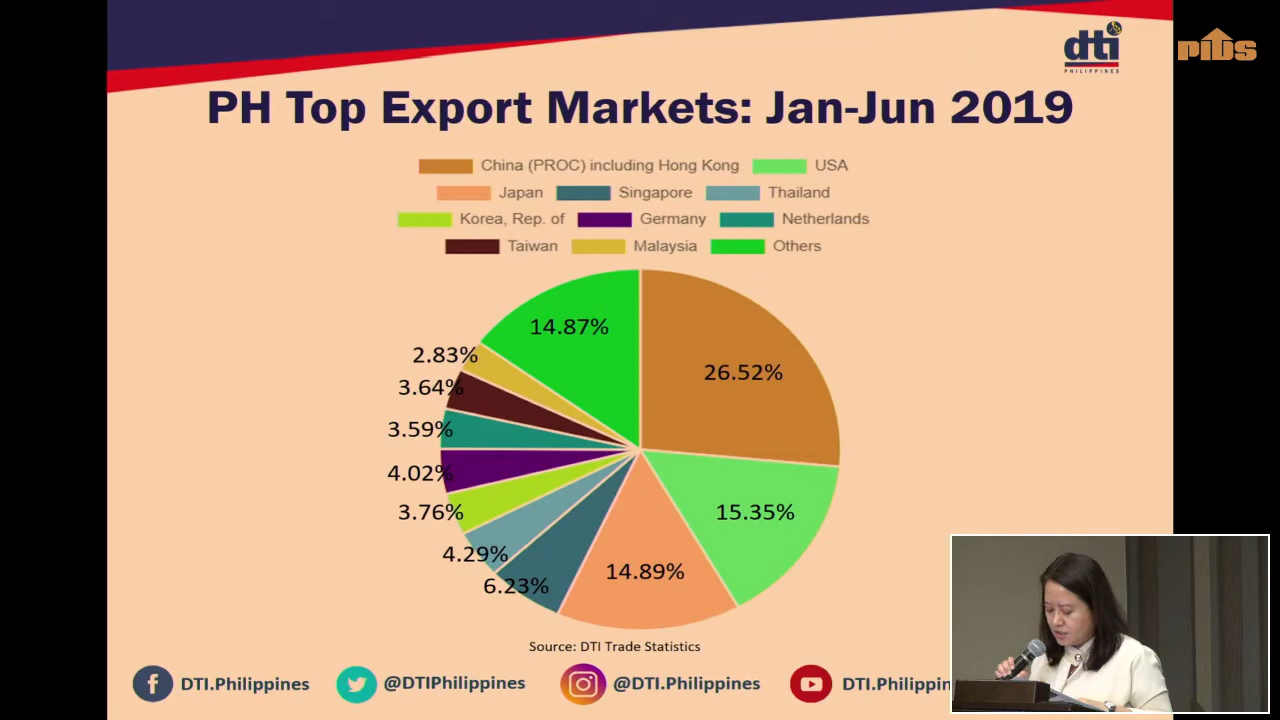 dti
PHILIPPINES
pids
PH Top Export Markets: Jan-Jun 2019
China (PROC) including Hong Kong USA
Japan Singapore Thailand
Korea, Rep. of Germany Netherlands
Taiwan Malaysia Others
14.87%
26.52%
2.83%
3.64%
3.59%
4.02%
3.76%
15.35%
4.29%
14.89%
6.23%
Source: DTI Trade Statistics
DTI.Philippines @DTIPhilippines @DTI.Philippines DTI.Philippin